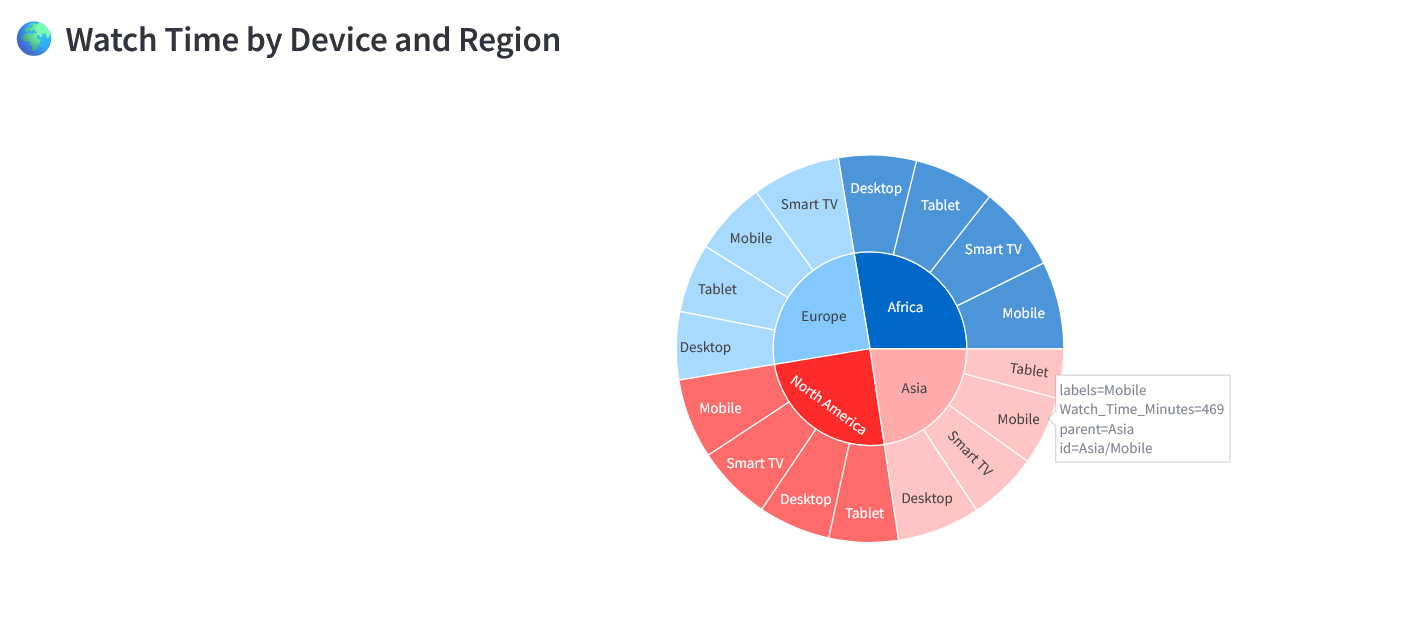 🌍 Watch Time by Device and Region
Desktop
Tablet
Smart TV
Mobile
Africa
Smart TV
Mobile
Tablet
Desktop
Europe
Mobile
Smart TV
Desktop
Tablet
North America
Tablet
Mobile
Smart TV
Desktop
Asia
labels=Mobile
Watch_Time_Minutes=469
parent=Asia
id=Asia/Mobile